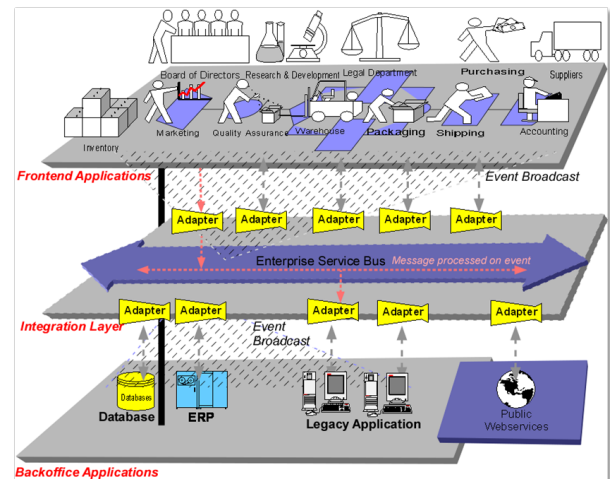 Board of Directors
Research & Development
Legal Department
Purchasing
Suppliers
Inventory
Marketing
Quality Assurance
Warehouse
Packaging
Shipping
Accounting
Frontend Applications
Event Broadcast
Adapter
Adapter
Adapter
Adapter
Adapter
Enterprise Service Bus
Message processed on event
Adapter
Adapter
Adapter
Adapter
Adapter
Integration Layer
Event
Broadcast
Databases
Database
ERP
Legacy Application
Public
Webservices
Backoffice Applications